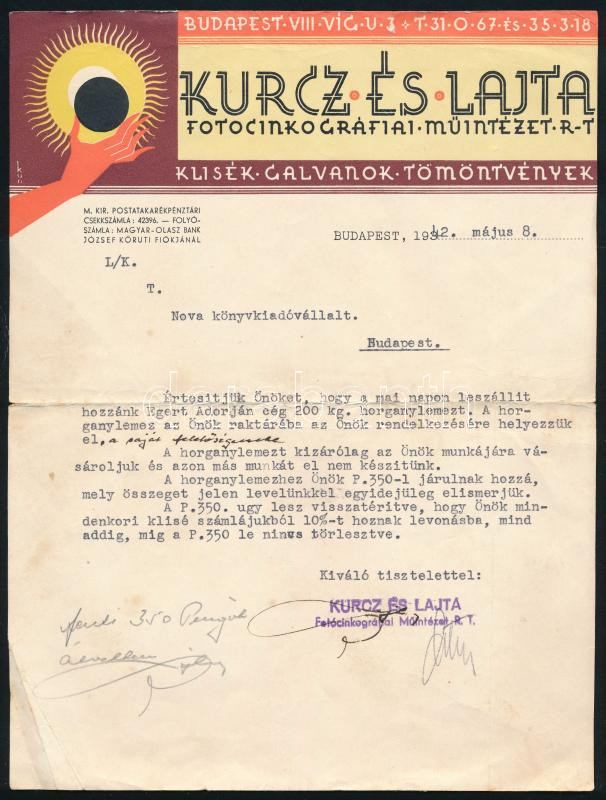 BUDAPEST·VIII·VIG·U·3 + T·31·0·67·ÉS·35·3·18
KURCZ·ÉS·LAJTA
FOTOCINKOGRÁFIAI·MŰINTÉZET·R-T
KLISÉK·GALVANOK·TÖMÖNTVÉNYEK
kun
M. KIR. POSTATAKARÉKPÉNZTÁRI
CSEKKSZÁMLA: 42396. — FOLYÓ-
SZÁMLA: MAGYAR-OLASZ BANK
JÓZSEF KÖRUTI FIÓKJÁNÁL
BUDAPEST, 1942. május 8.
L/K.
T.
Nova könyvkiadóvállalt.
Budapest.
Értesitjük Önöket, hogy a mai napon leszállit
hozzánk Egert Adorján cég 200 kg. horganylemezt. A hor-
ganylemez az Önök raktárába az Önök rendelkezésére helyezzük
el, a saját felelősségünkre
A horganylemezt kizárólag az Önök munkájára vá-
sároljuk és azon más munkát el nem készitünk.
A horganylemezhez Önök P.350-l járulnak hozzá,
mely összeget jelen levelünkkel egyidejüleg elismerjük.
A P.350. ugy lesz visszatéritve, hogy Önök min-
denkori klisé számlájukból 10%-t hoznak levonásba, mind
addig, mig a P.350 le nincs törlesztve.
Kiváló tisztelettel:
KURCZ ÉS LAJTA
Fotocinkográfiai Müintézet R. T.
350 Pengőt
darabanth